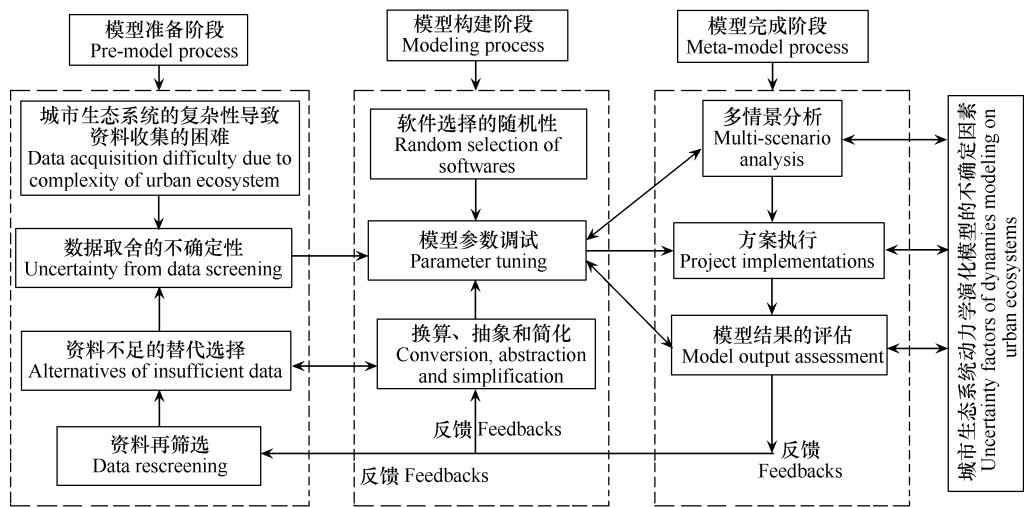 模型准备阶段
Pre-model process
模型构建阶段
Modeling process
模型完成阶段
Meta-model process
城市生态系统的复杂性导致
资料收集的困难
Data acquisition difficulty due to
complexity of urban ecosystem
数据取舍的不确定性
Uncertainty from data screening
资料不足的替代选择
Alternatives of insufficient data
资料再筛选
Data rescreening
软件选择的随机性
Random selection of
softwares
模型参数调试
Parameter tuning
换算、抽象和简化
Conversion, abstraction
and simplification
反馈 Feedbacks
反馈 Feedbacks
多情景分析
Multi-scenario
analysis
方案执行
Project implementations
模型结果的评估
Model output assessment
反馈
Feedbacks
城市生态系统动力学演化模型的不确定因素
Uncertainty factors of dynamies modeling on
urban ecosystems